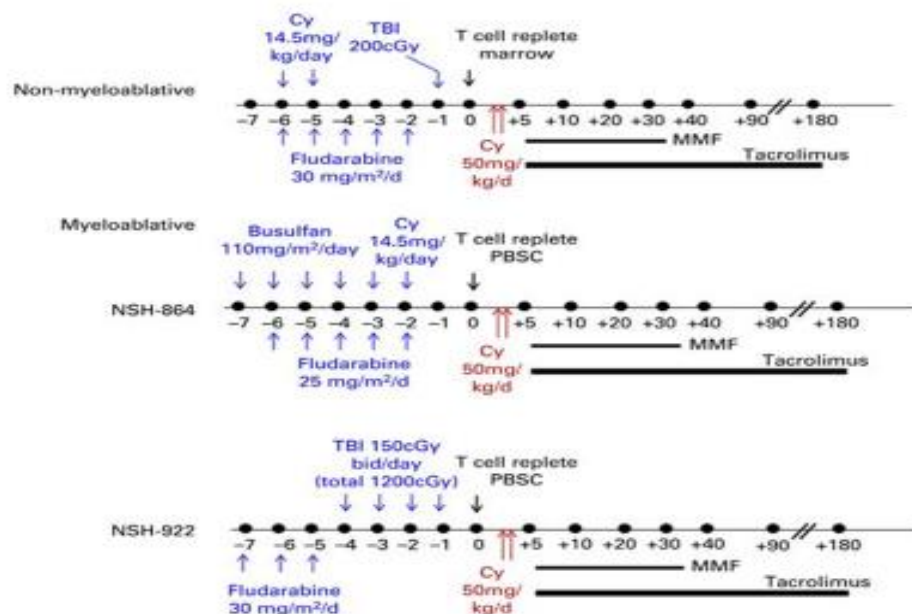 Cy
14.5mg/
kg/day
TBI
200cGy
T cell replete
marrow
Non-myeloablative
−7 −6 −5 −4 −3 −2 −1 0 +5 +10 +20 +30 +40 +90 +180
Fludarabine
30 mg/m²/d
Cy
50mg/
kg/d
MMF
Tacrolimus
Myeloablative
Busulfan
110mg/m²/day
Cy
14.5mg/
kg/day
T cell replete
PBSC
NSH-864
−7 −6 −5 −4 −3 −2 −1 0 +5 +10 +20 +30 +40 +90 +180
Fludarabine
25 mg/m²/d
Cy
50mg/
kg/d
MMF
Tacrolimus
TBI 150cGy
bid/day
(total 1200cGy)
T cell replete
PBSC
NSH-922
−7 −6 −5 −4 −3 −2 −1 0 +5 +10 +20 +30 +40 +90 +180
Fludarabine
30 mg/m²/d
Cy
50mg/
kg/d
MMF
Tacrolimus